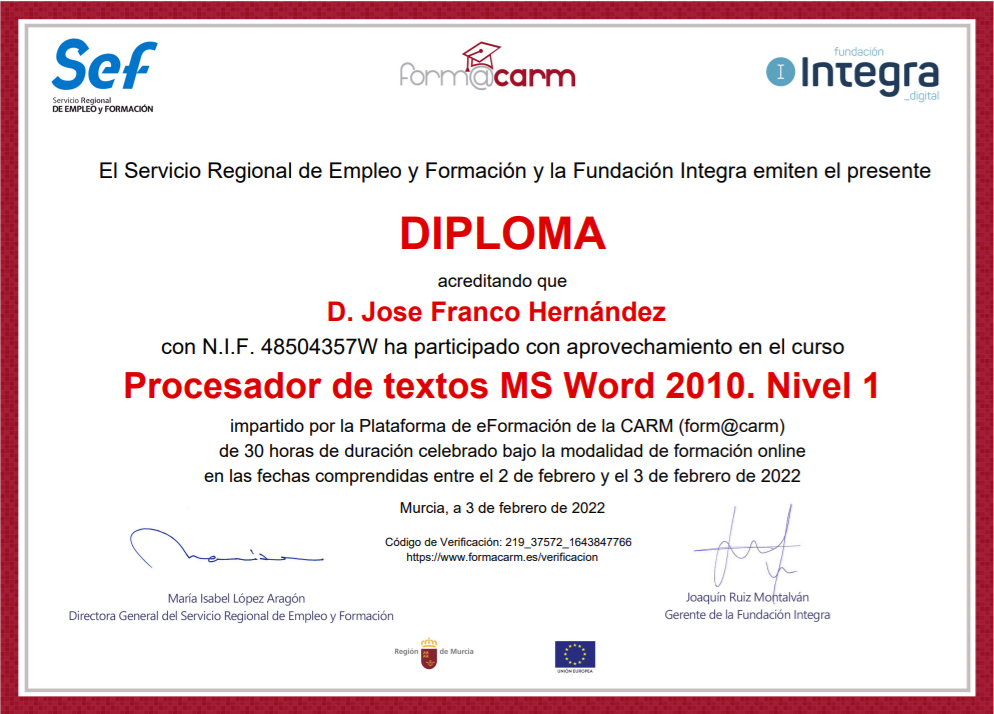 Sef
Servicio Regional
DE EMPLEO y FORMACIÓN
form@carm
fundación
Integra
_digital
El Servicio Regional de Empleo y Formación y la Fundación Integra emiten el presente
DIPLOMA
acreditando que
D. Jose Franco Hernández
con N.I.F. 48504357W ha participado con aprovechamiento en el curso
Procesador de textos MS Word 2010. Nivel 1
impartido por la Plataforma de eFormación de la CARM (form@carm)
de 30 horas de duración celebrado bajo la modalidad de formación online
en las fechas comprendidas entre el 2 de febrero y el 3 de febrero de 2022
Murcia, a 3 de febrero de 2022
Código de Verificación: 219_37572_1643847766
https://www.formacarm.es/verificacion
María Isabel López Aragón
Directora General del Servicio Regional de Empleo y Formación
Joaquín Ruiz Montalván
Gerente de la Fundación Integra
Región de Murcia
UNIÓN EUROPEA